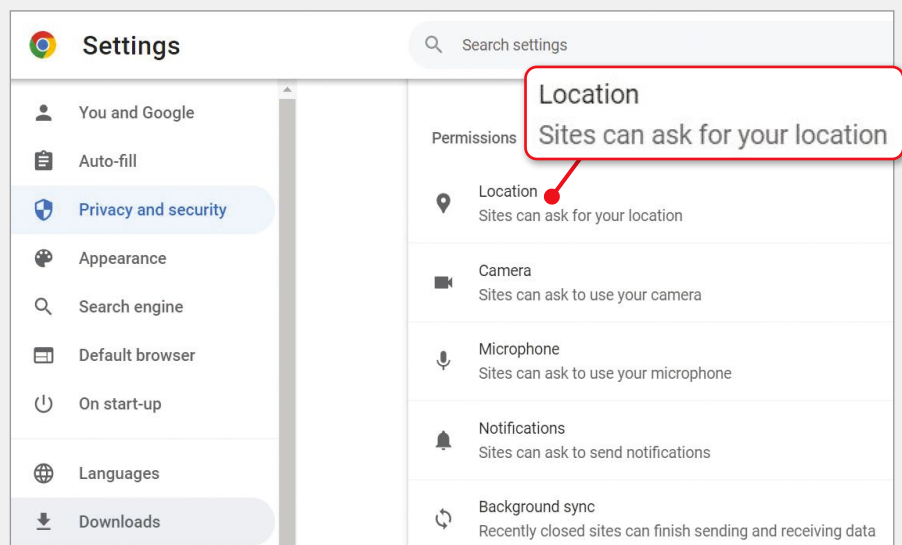 Settings
Search settings
You and Google
Auto-fill
Privacy and security
Appearance
Search engine
Default browser
On start-up
Languages
Downloads
Location
Sites can ask for your location
Permissions
Location
Sites can ask for your location
Camera
Sites can ask to use your camera
Microphone
Sites can ask to use your microphone
Notifications
Sites can ask to send notifications
Background sync
Recently closed sites can finish sending and receiving data